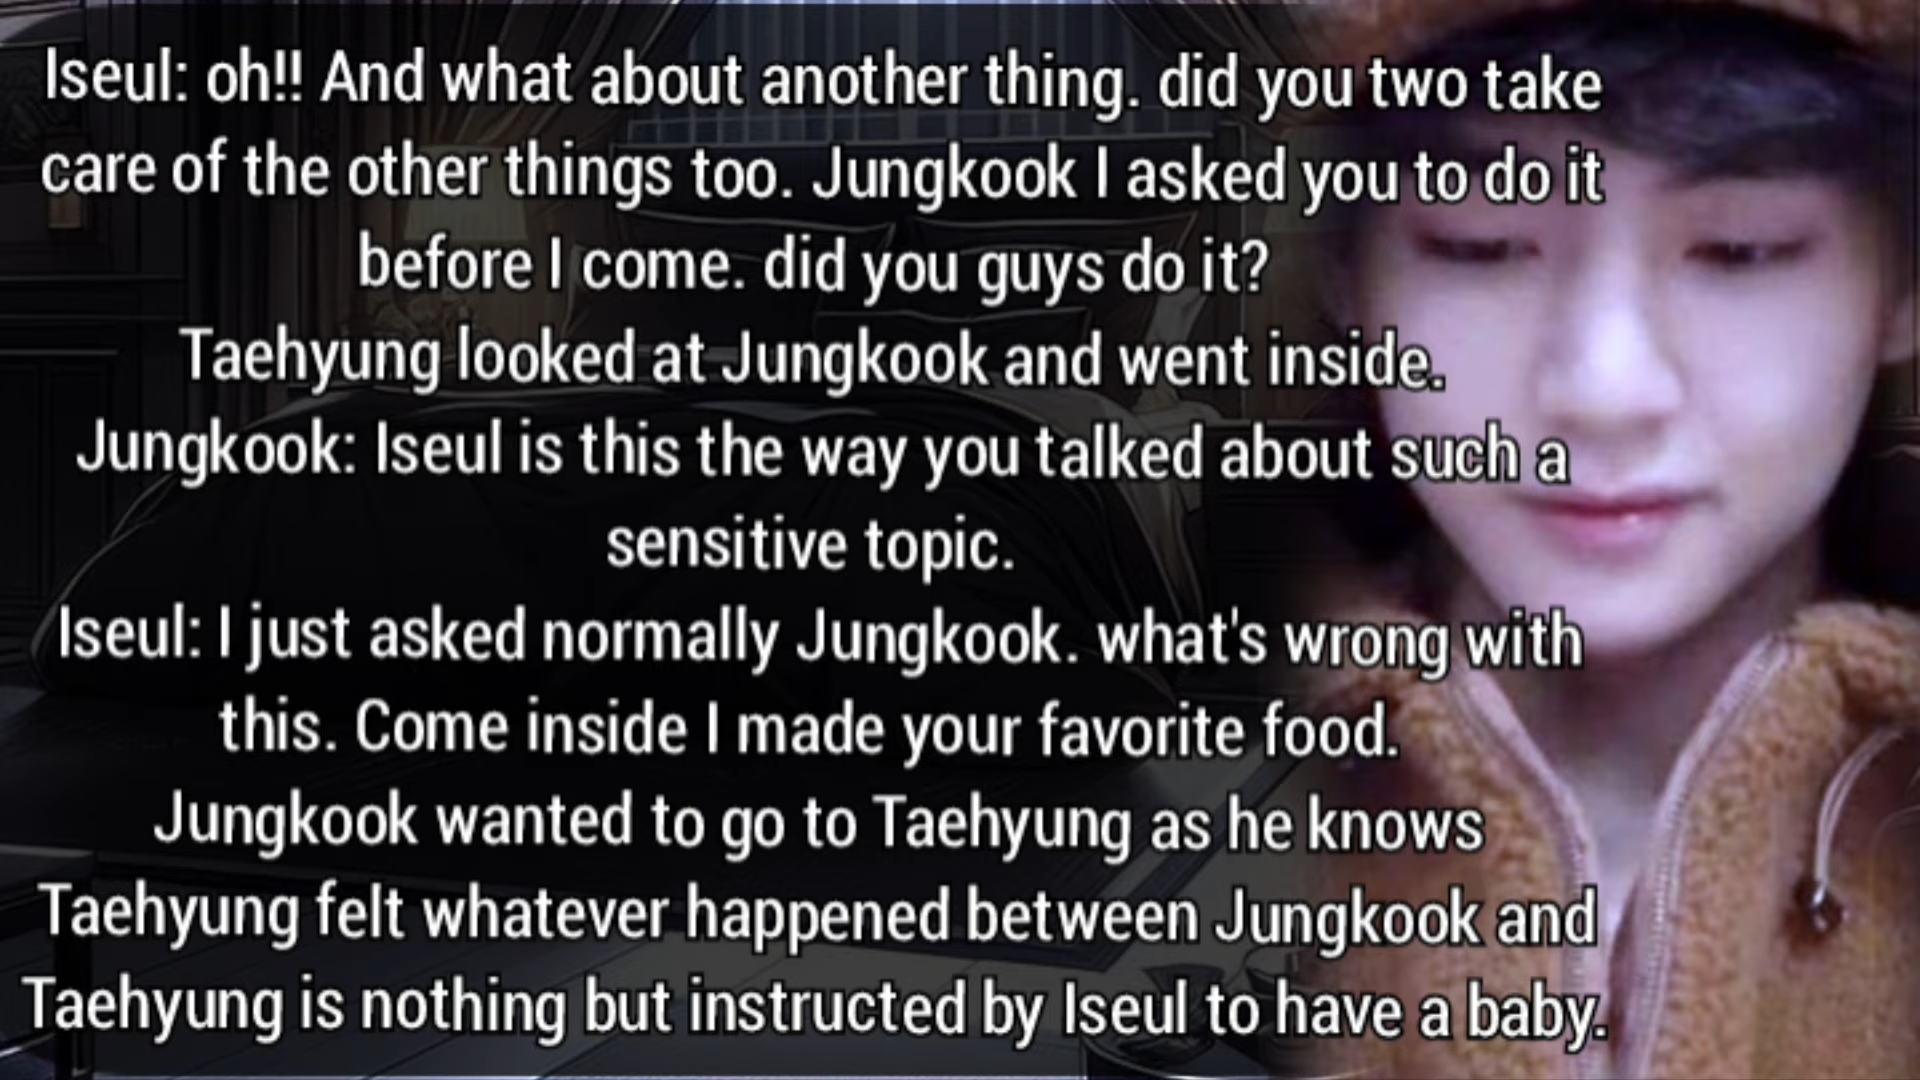 Iseul: oh!! And what about another thing. did you two take
care of the other things too. Jungkook I asked you to do it
before I come. did you guys do it?
Taehyung looked at Jungkook and went inside.
Jungkook: Iseul is this the way you talked about such a
sensitive topic.
Iseul: I just asked normally Jungkook. what's wrong with
this. Come inside I made your favorite food.
Jungkook wanted to go to Taehyung as he knows
Taehyung felt whatever happened between Jungkook and
Taehyung is nothing but instructed by Iseul to have a baby.